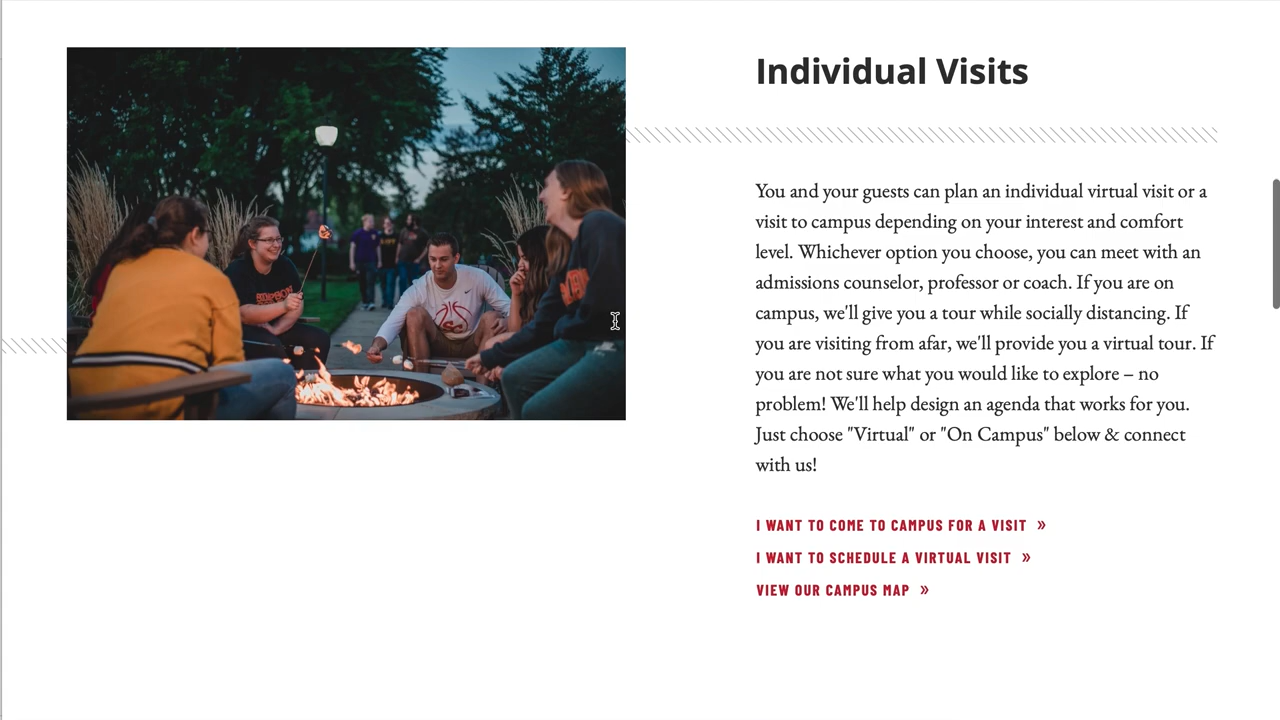 Individual Visits
You and your guests can plan an individual virtual visit or a
visit to campus depending on your interest and comfort
level. Whichever option you choose, you can meet with an
admissions counselor, professor or coach. If you are on
campus, we'll give you a tour while socially distancing. If
you are visiting from afar, we'll provide you a virtual tour. If
you are not sure what you would like to explore – no
problem! We'll help design an agenda that works for you.
Just choose "Virtual" or "On Campus" below & connect
with us!
I WANT TO COME TO CAMPUS FOR A VISIT »
I WANT TO SCHEDULE A VIRTUAL VISIT »
VIEW OUR CAMPUS MAP »